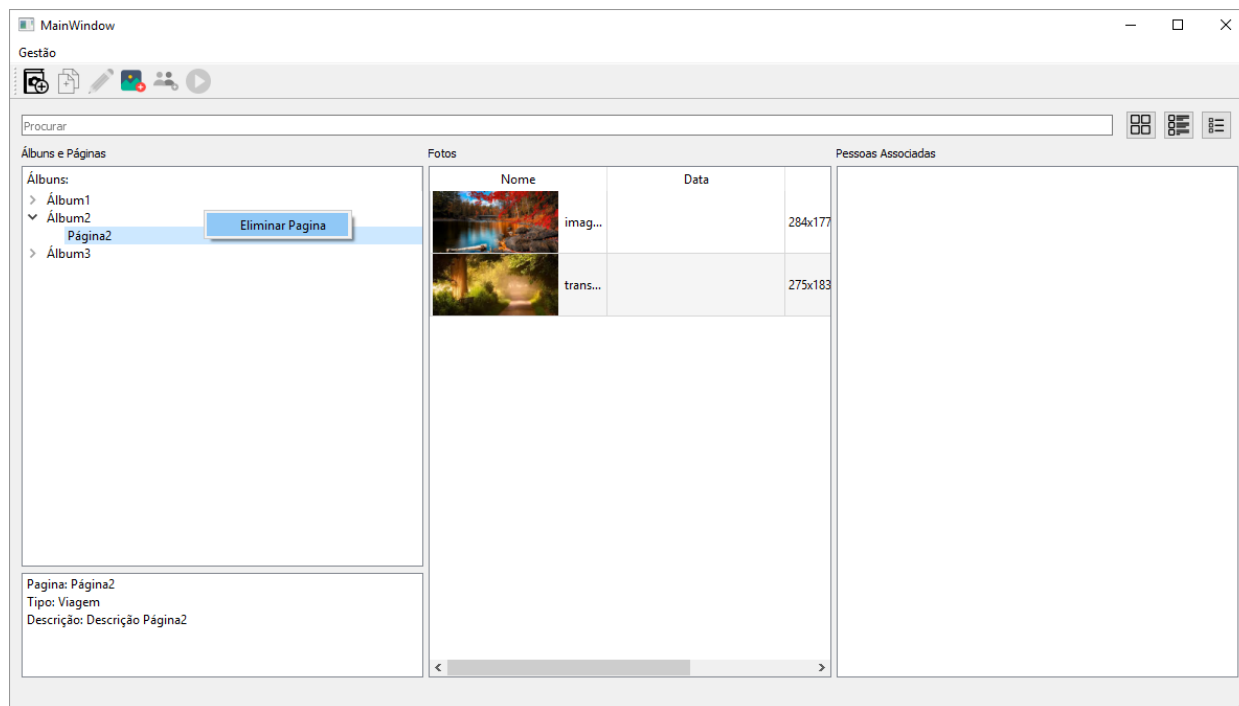 MainWindow
Gestão
Procurar
Álbuns e Páginas
Álbuns:
Álbum1
Álbum2
Página2
Álbum3
Eliminar Pagina
Pagina: Página2
Tipo: Viagem
Descrição: Descrição Página2
Fotos
Nome Data
imag... 284x177
trans... 275x183
Pessoas Associadas